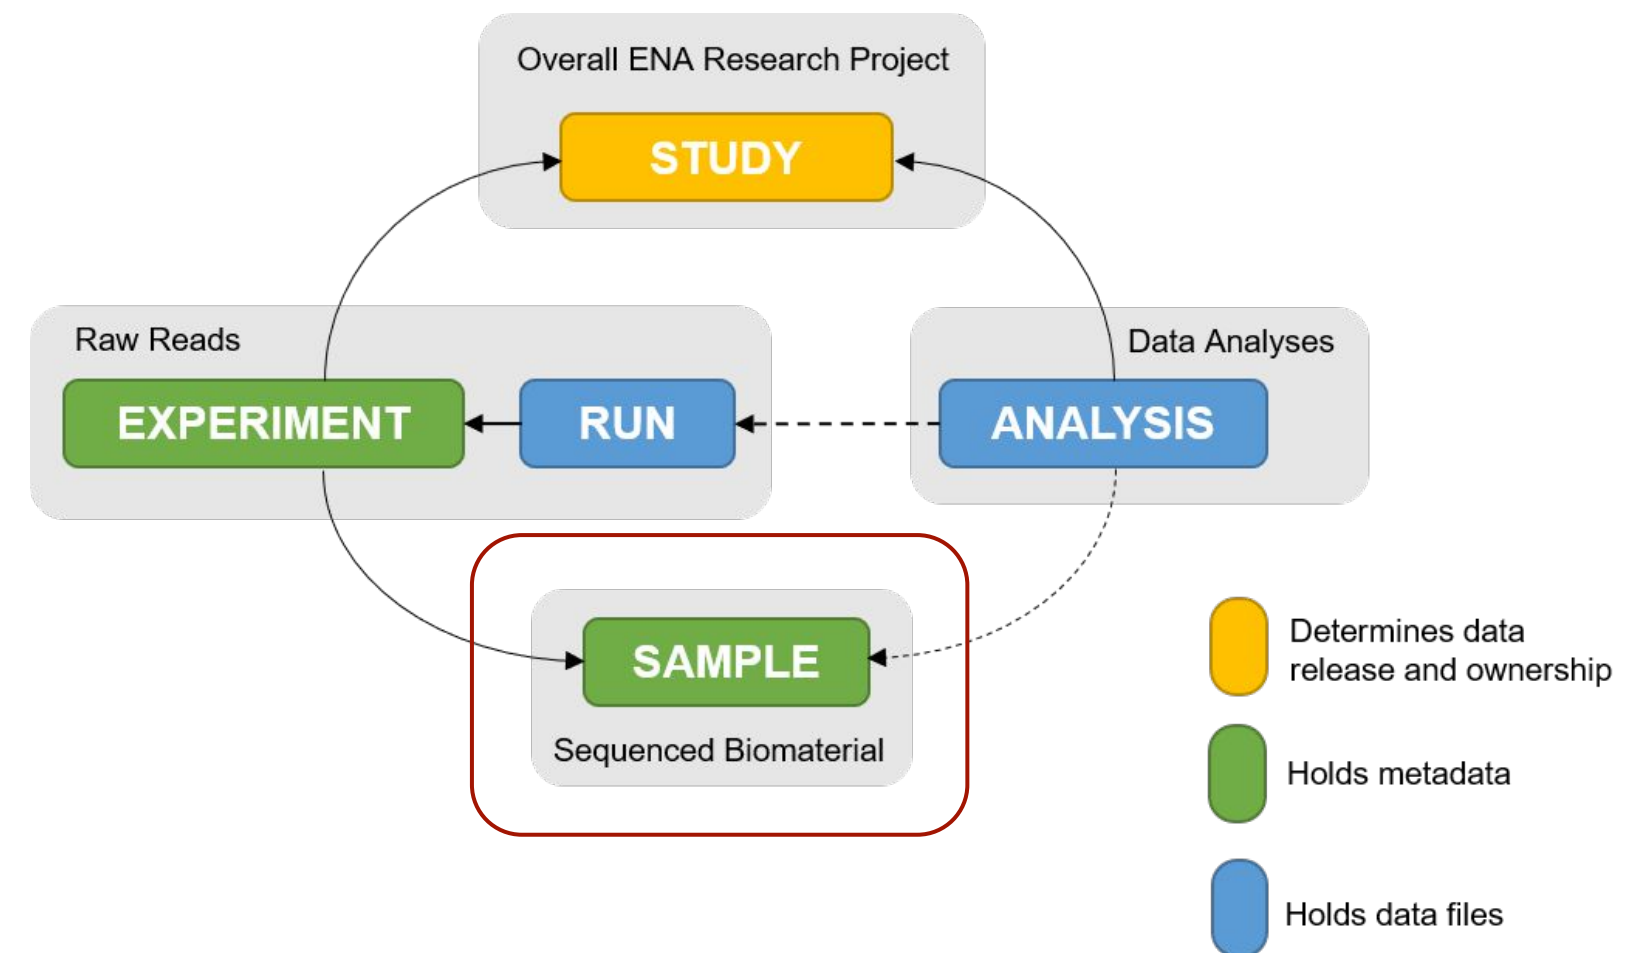 Overall ENA Research Project
STUDY
Raw Reads
EXPERIMENT
RUN
Data Analyses
ANALYSIS
SAMPLE
Sequenced Biomaterial
Determines data
release and ownership
Holds metadata
Holds data files